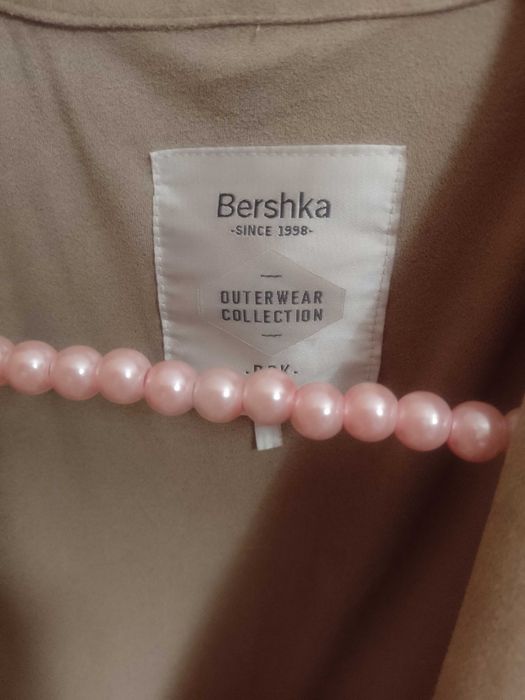 Bershka
-SINCE 1998-
OUTERWEAR
COLLECTION